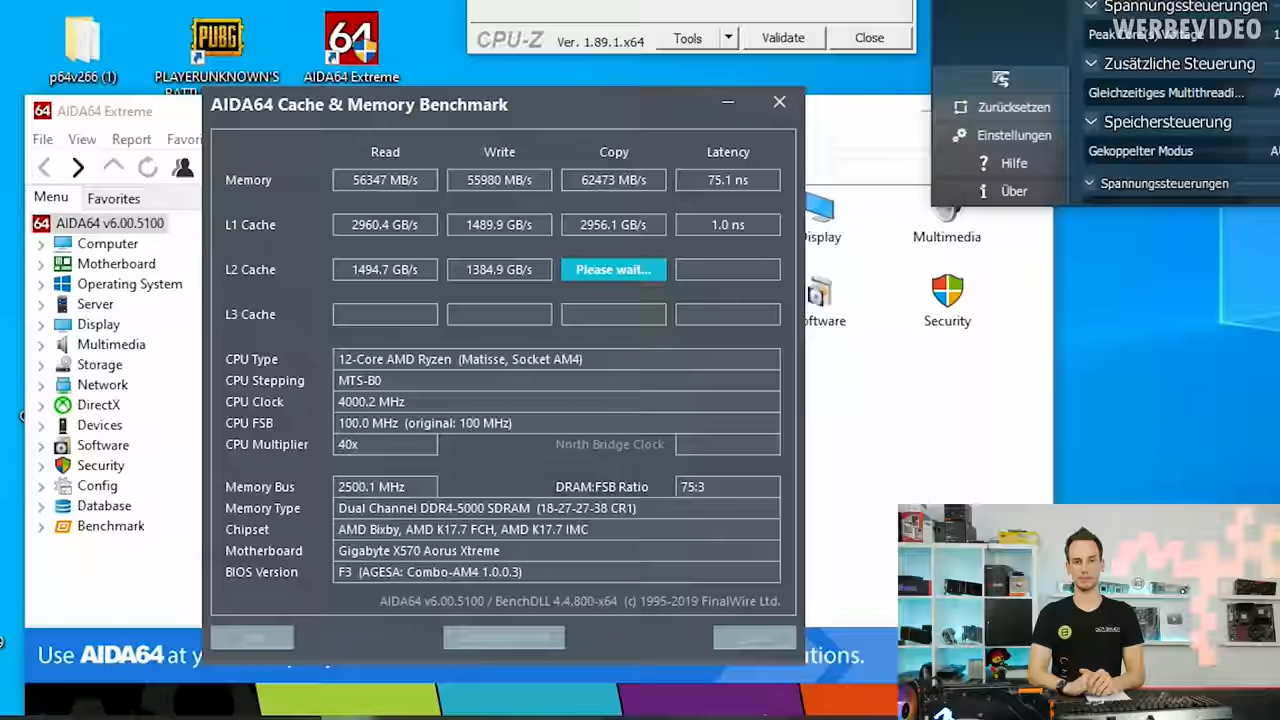 WERBEVIDEO
p64v266 (1)
PLAYERUNKNOWN'S
AIDA64 Extreme
PUBG
64
CPU-Z Ver. 1.89.1.x64 Tools Validate Close
Spannungssteuerungen
Zusätzliche Steuerung
Gleichzeitiges Multithreadi...
Speichersteuerung
Gekoppelter Modus
Spannungssteuerungen
Zurücksetzen
Einstellungen
Hilfe
Über
64 AIDA64 Extreme
File View Report Favori
Menu Favorites
64 AIDA64 v6.00.5100
Computer
Motherboard
Operating System
Server
Display
Multimedia
Storage
Network
DirectX
Devices
Software
Security
Config
Database
Benchmark
AIDA64 Cache & Memory Benchmark
Read Write Copy Latency
Memory 56347 MB/s 55980 MB/s 62473 MB/s 75.1 ns
L1 Cache 2960.4 GB/s 1489.9 GB/s 2956.1 GB/s 1.0 ns
L2 Cache 1494.7 GB/s 1384.9 GB/s Please wait...
L3 Cache
CPU Type 12-Core AMD Ryzen (Matisse, Socket AM4)
CPU Stepping MTS-B0
CPU Clock 4000.2 MHz
CPU FSB 100.0 MHz (original: 100 MHz)
CPU Multiplier 40x North Bridge Clock
Memory Bus 2500.1 MHz DRAM:FSB Ratio 75:3
Memory Type Dual Channel DDR4-5000 SDRAM (18-27-27-38 CR1)
Chipset AMD Bixby, AMD K17.7 FCH, AMD K17.7 IMC
Motherboard Gigabyte X570 Aorus Xtreme
BIOS Version F3 (AGESA: Combo-AM4 1.0.0.3)
AIDA64 v6.00.5100 / BenchDLL 4.4.800-x64 (c) 1995-2019 FinalWire Ltd.
isplay
Multimedia
ftware
Security
Use AIDA64 at y
tions.